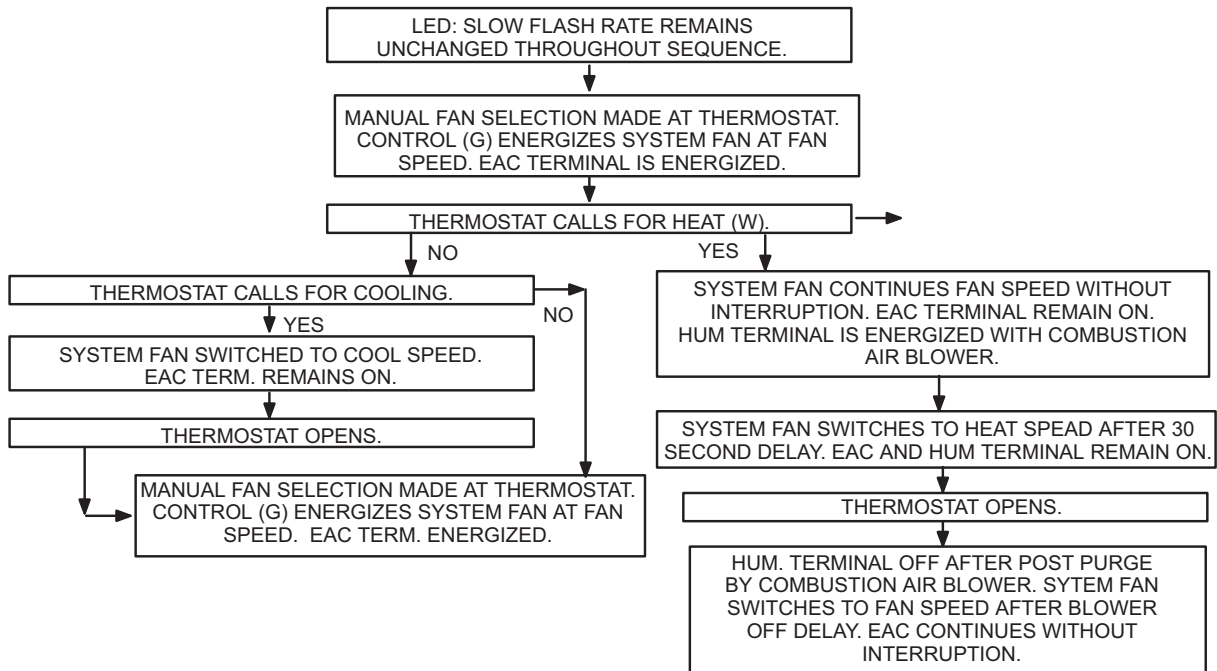 LED: SLOW FLASH RATE REMAINS
UNCHANGED THROUGHOUT SEQUENCE.
MANUAL FAN SELECTION MADE AT THERMOSTAT.
CONTROL (G) ENERGIZES SYSTEM FAN AT FAN
SPEED. EAC TERMINAL IS ENERGIZED.
THERMOSTAT CALLS FOR HEAT (W).
NO
YES
THERMOSTAT CALLS FOR COOLING.
YES
NO
SYSTEM FAN SWITCHED TO COOL SPEED.
EAC TERM. REMAINS ON.
THERMOSTAT OPENS.
MANUAL FAN SELECTION MADE AT THERMOSTAT.
CONTROL (G) ENERGIZES SYSTEM FAN AT FAN
SPEED. EAC TERM. ENERGIZED.
SYSTEM FAN CONTINUES FAN SPEED WITHOUT
INTERRUPTION. EAC TERMINAL REMAIN ON.
HUM TERMINAL IS ENERGIZED WITH COMBUSTION
AIR BLOWER.
SYSTEM FAN SWITCHES TO HEAT SPEAD AFTER 30
SECOND DELAY. EAC AND HUM TERMINAL REMAIN ON.
THERMOSTAT OPENS.
HUM. TERMINAL OFF AFTER POST PURGE
BY COMBUSTION AIR BLOWER. SYTEM FAN
SWITCHES TO FAN SPEED AFTER BLOWER
OFF DELAY. EAC CONTINUES WITHOUT
INTERRUPTION.